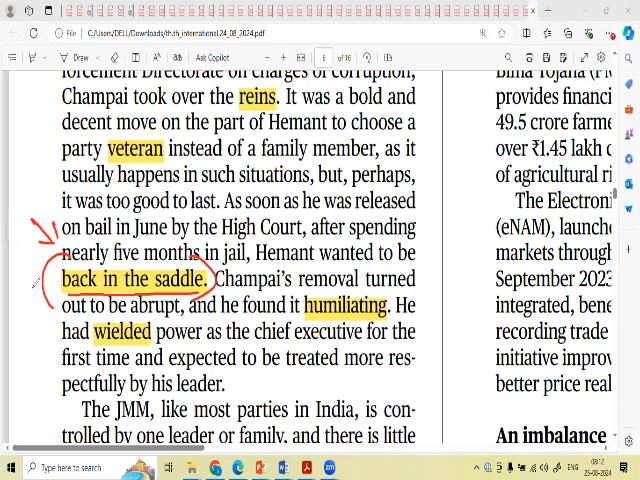 File
C:/Users/DELL/Downloads/th.th_international24_08_2024.pdf
Ask Copilot
6 of 16
forcement Directorate on charges of corruption,
Champai took over the reins. It was a bold and
decent move on the part of Hemant to choose a
party veteran instead of a family member, as it
usually happens in such situations, but, perhaps,
it was too good to last. As soon as he was released
on bail in June by the High Court, after spending
nearly five months in jail, Hemant wanted to be
back in the saddle. Champai's removal turned
out to be abrupt, and he found it humiliating. He
had wielded power as the chief executive for the
first time and expected to be treated more res-
pectfully by his leader.
The JMM, like most parties in India, is con-
trolled by one leader or family, and there is little
provides financi
49.5 crore farme
over ₹1.45 lakh c
of agricultural ri
The Electroni
(eNAM), launche
markets through
September 2023
integrated, bene
recording trade
initiative improv
better price real
An imbalance
Type here to search
ENG
08:12
25-08-2024